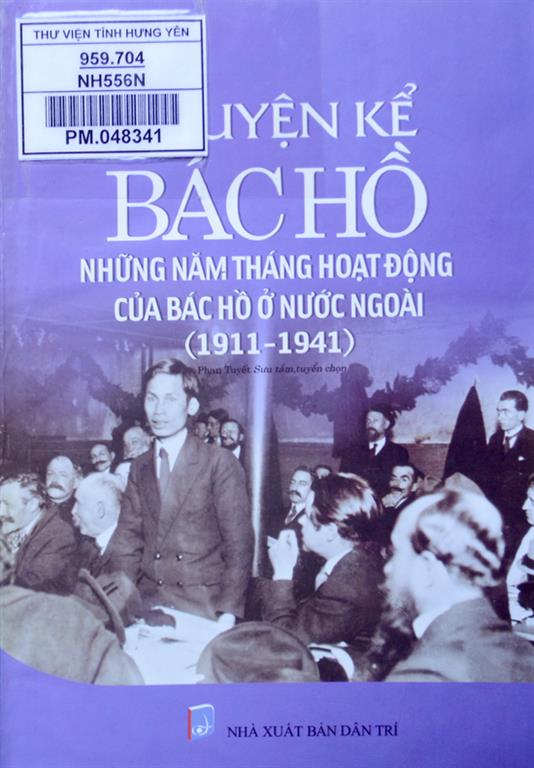 THƯ VIỆN TỈNH HƯNG YÊN
959.704
NH556N
PM.048341
UYỆN KỂ
BÁC HỒ
NHỮNG NĂM THÁNG HOẠT ĐỘNG
CỦA BÁC HỒ Ở NƯỚC NGOÀI
(1911-1941)
Phan Tuyết Sưu tầm,tuyển chọn
NHÀ XUẤT BẢN DÂN TRÍ